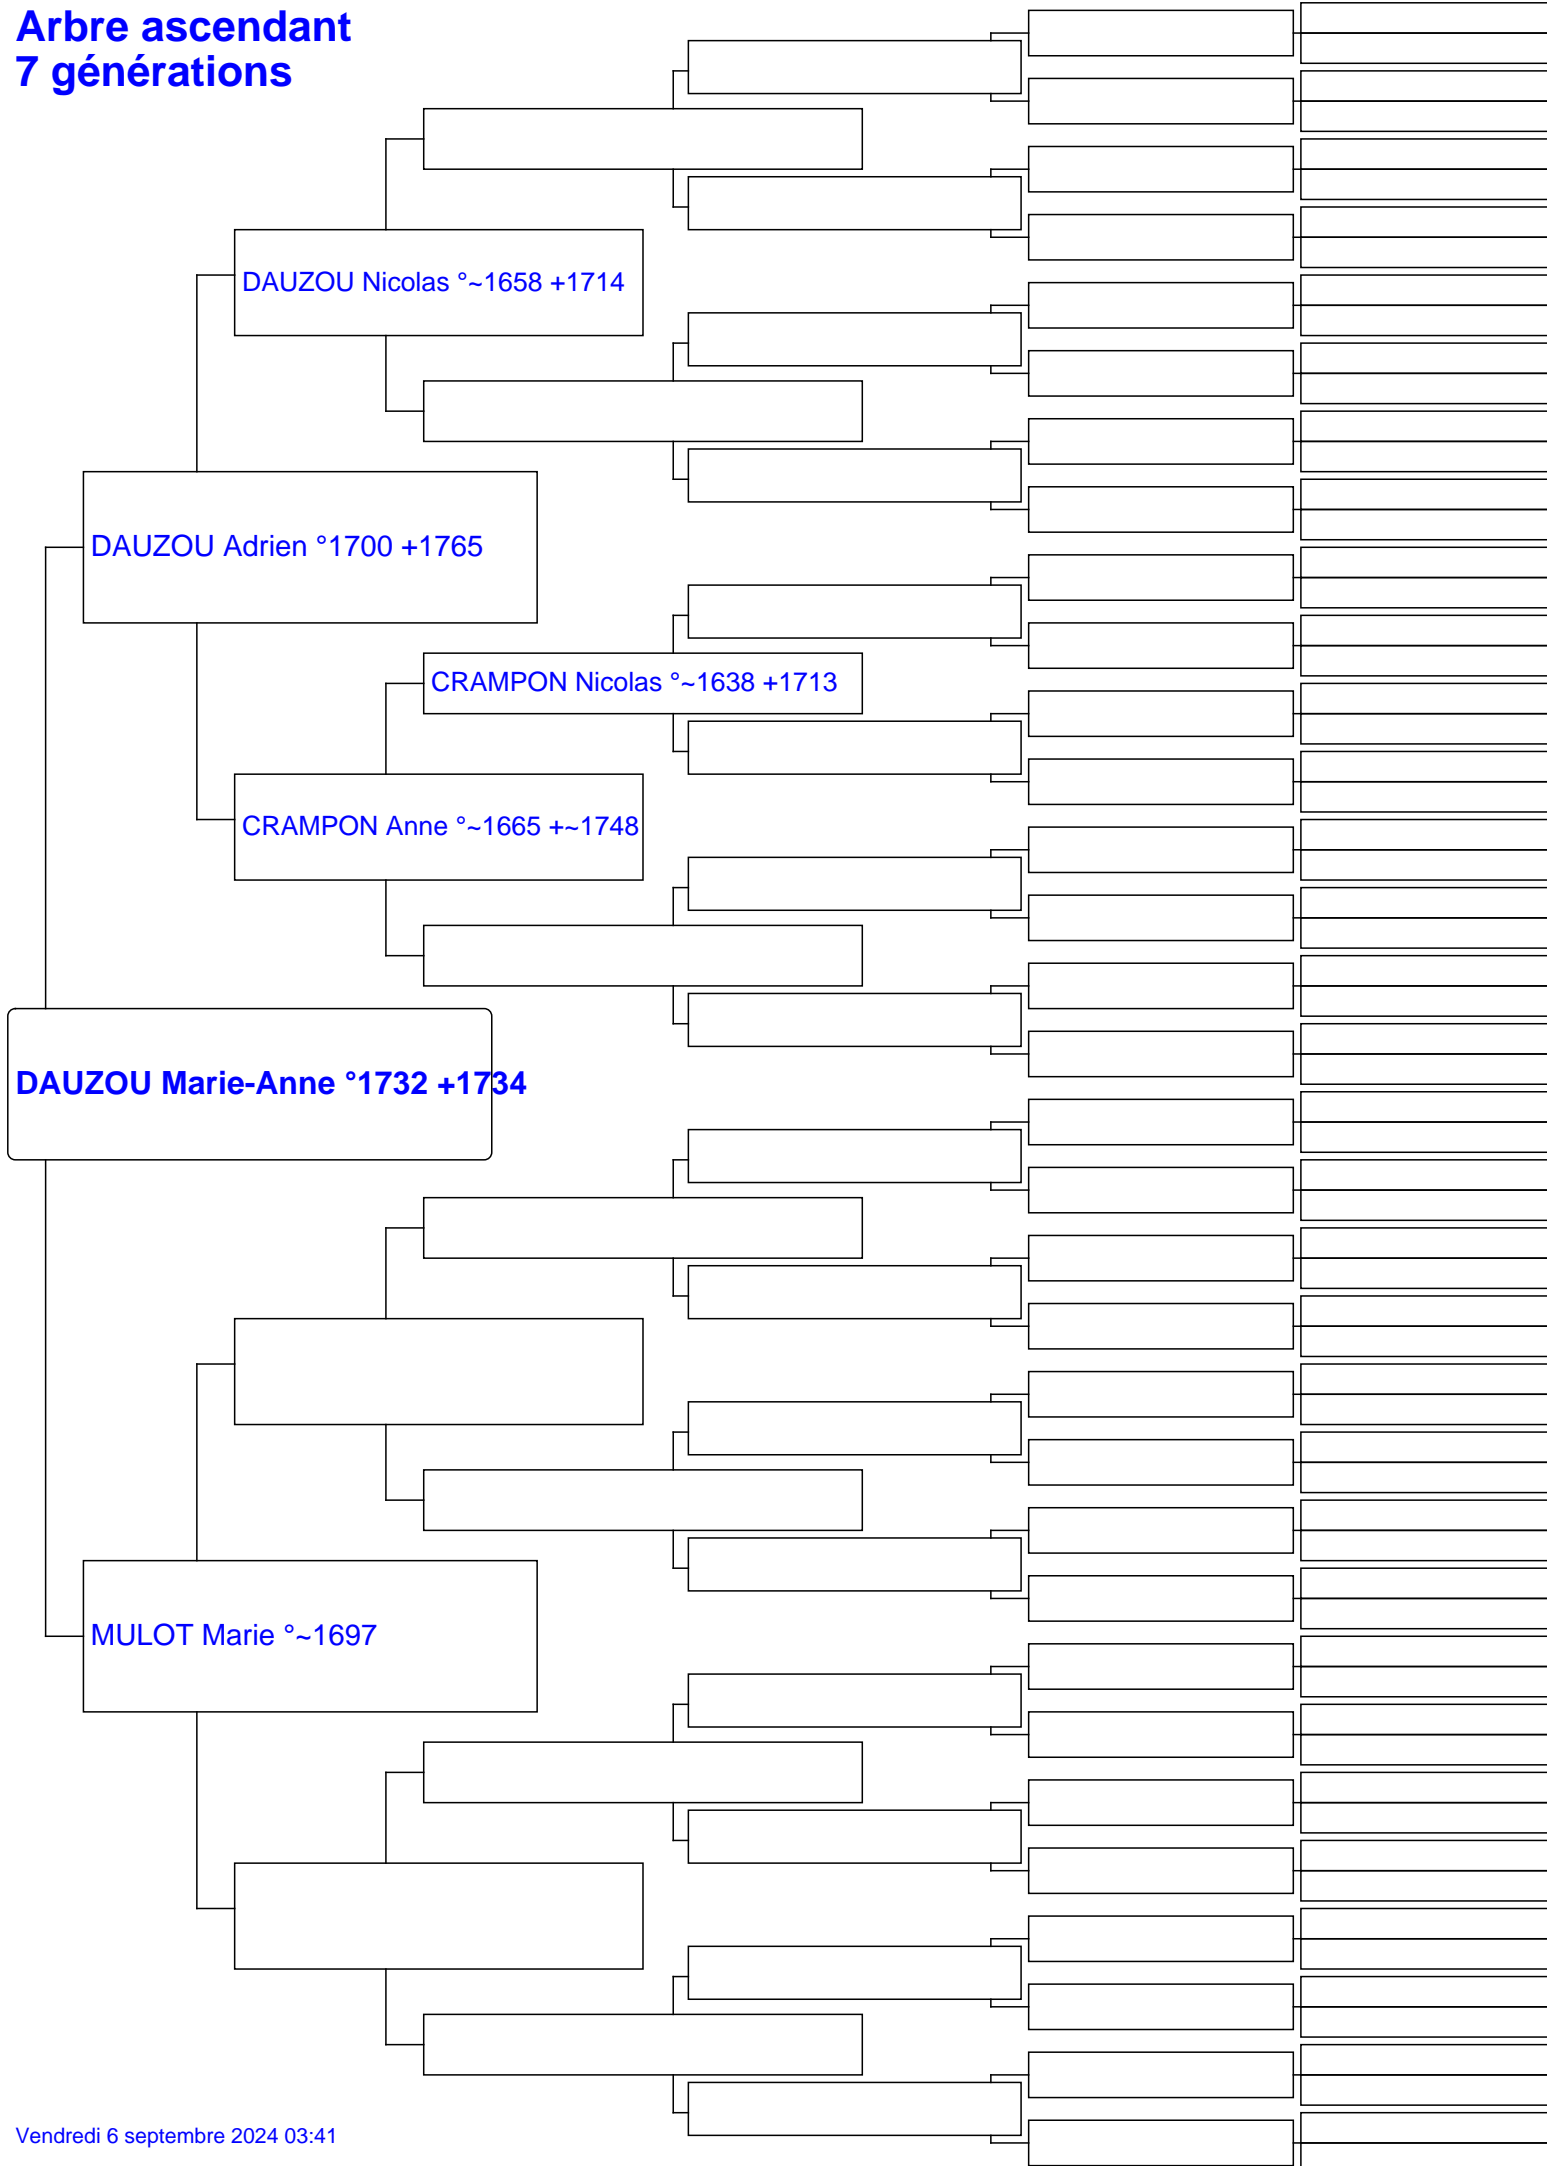 Arbre ascendant
7 générations
DAUZOU Nicolas °~1658 +1714
DAUZOU Adrien °1700 +1765
CRAMPON Nicolas °~1638 +1713
CRAMPON Anne °~1665 +~1748
DAUZOU Marie-Anne °1732 +1734
MULOT Marie °~1697
Vendredi 6 septembre 2024 03:41